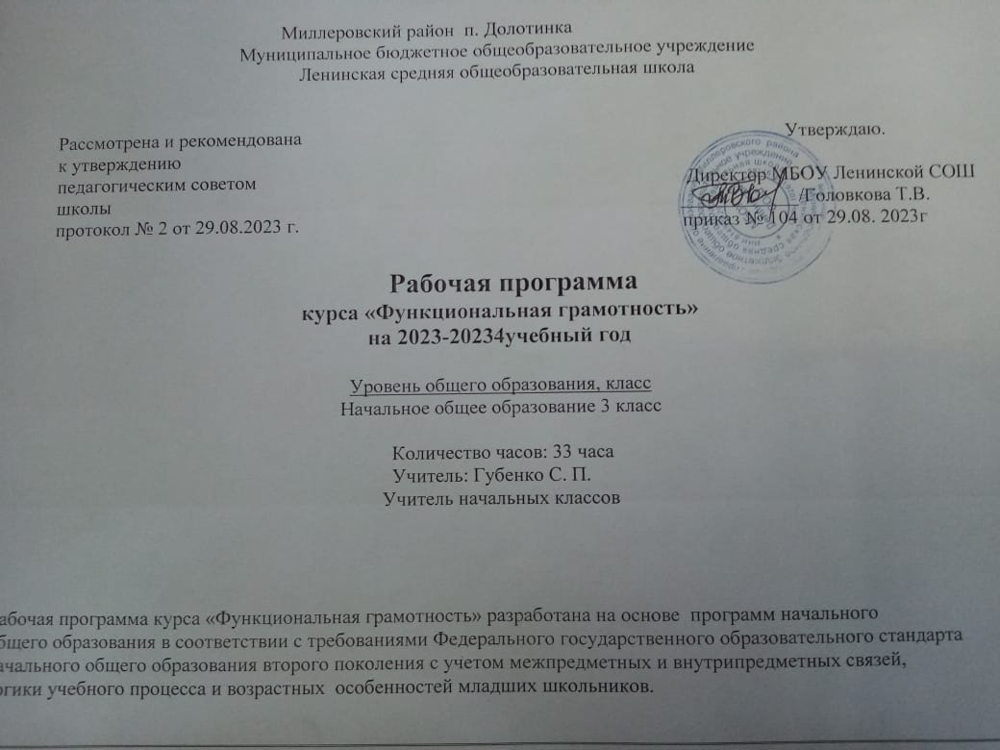 Миллеровский район п. Долотинка
Муниципальное бюджетное общеобразовательное учреждение
Ленинская средняя общеобразовательная школа
Рассмотрена и рекомендована
к утверждению
педагогическим советом
школы
протокол № 2 от 29.08.2023 г.
Утверждаю.
Директор МБОУ Ленинской СОШ
/Головкова Т.В.
приказ № 104 от 29.08. 2023г
Рабочая программа
курса «Функциональная грамотность»
на 2023-20234учебный год
Уровень общего образования, класс
Начальное общее образование 3 класс
Количество часов: 33 часа
Учитель: Губенко С. П.
Учитель начальных классов
абочая программа курса «Функциональная грамотность» разработана на основе программ начального
бщего образования в соответствии с требованиями Федерального государственного образовательного стандарта
ачального общего образования второго поколения с учетом межпредметных и внутрипредметных связей,
огики учебного процесса и возрастных особенностей младших школьников.